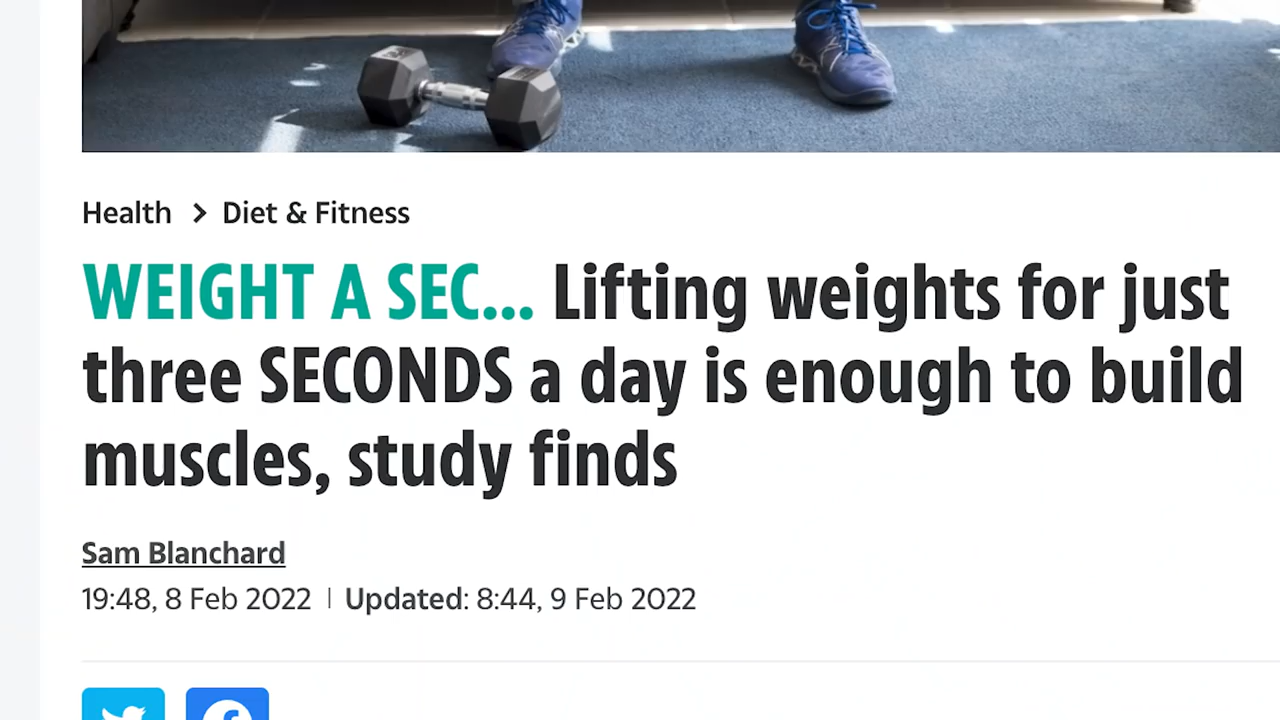 Health > Diet & Fitness
WEIGHT A SEC... Lifting weights for just
three SECONDS a day is enough to build
muscles, study finds
Sam Blanchard
19:48, 8 Feb 2022 | Updated: 8:44, 9 Feb 2022